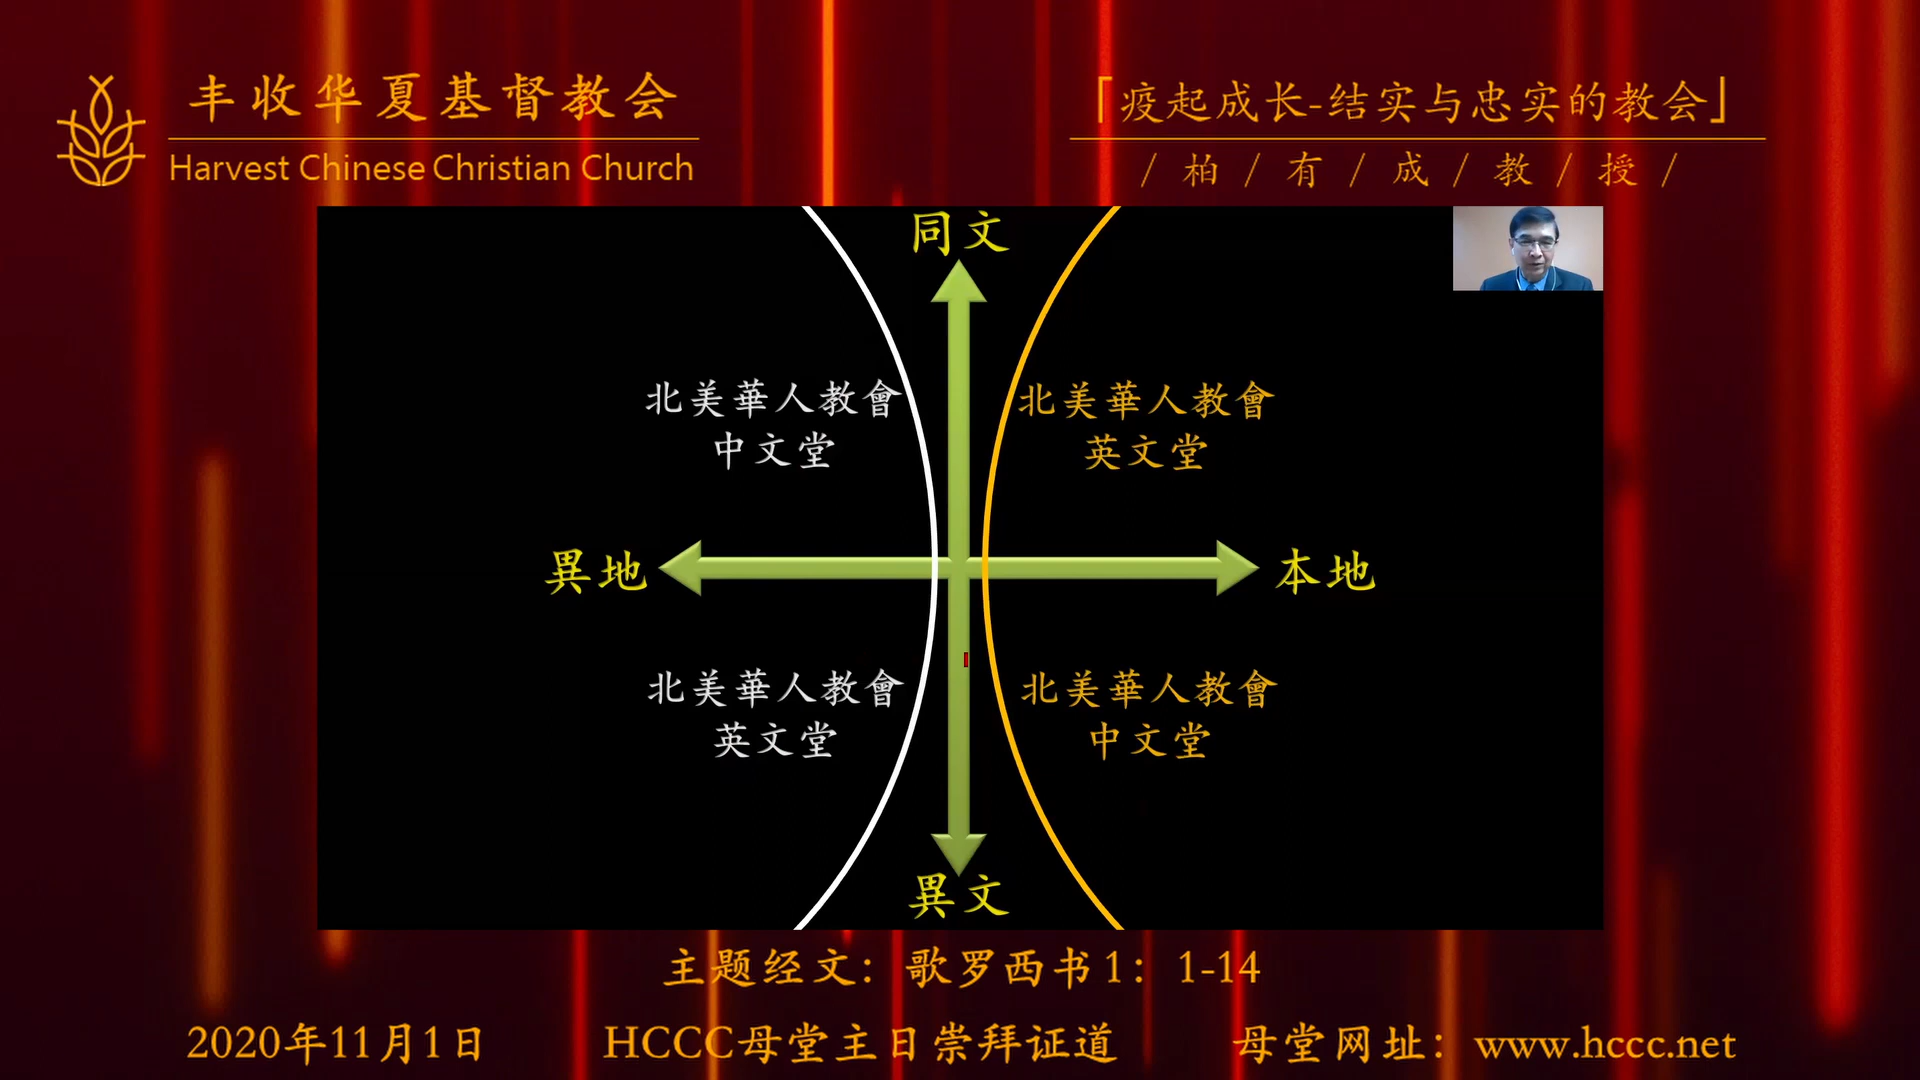 丰收华夏基督教会
Harvest Chinese Christian Church
「疫起成长-结实与忠实的教会」
/ 柏 / 有 / 成 / 教 / 授 /
同文
北美華人教會
中文堂
北美華人教會
英文堂
異地
本地
北美華人教會
英文堂
北美華人教會
中文堂
異文
主题经文：歌罗西书1：1-14
2020年11月1日
HCCC母堂主日崇拜证道
母堂网址：www.hccc.net